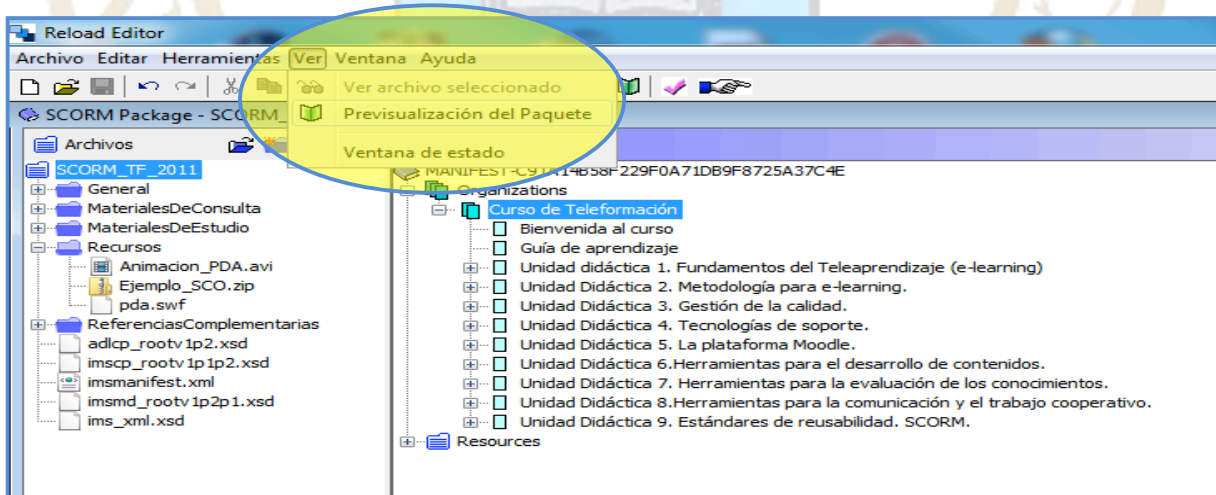 Reload Editor
Archivo Editar Herramientas Ver Ventana Ayuda
Ver archivo seleccionado
SCORM Package - SCORM_
Previsualización del Paquete
Archivos
Ventana de estado
SCORM_TF_2011
General
MaterialesDeConsulta
MaterialesDeEstudio
Recursos
Animacion_PDA.avi
Ejemplo_SCO.zip
pda.swf
ReferenciasComplementarias
adlcp_rootv1p2.xsd
imscp_rootv1p1p2.xsd
imsmanifest.xml
imsmd_rootv1p2p1.xsd
ims_xml.xsd
Organizations
Curso de Teleformación
Bienvenida al curso
Guía de aprendizaje
Unidad didáctica 1. Fundamentos del Teleaprendizaje (e-learning)
Unidad Didáctica 2. Metodología para e-learning.
Unidad Didáctica 3. Gestión de la calidad.
Unidad Didáctica 4. Tecnologías de soporte.
Unidad Didáctica 5. La plataforma Moodle.
Unidad Didáctica 6.Herramientas para el desarrollo de contenidos.
Unidad Didáctica 7. Herramientas para la evaluación de los conocimientos.
Unidad Didáctica 8.Herramientas para la comunicación y el trabajo cooperativo.
Unidad Didáctica 9. Estándares de reusabilidad. SCORM.
Resources